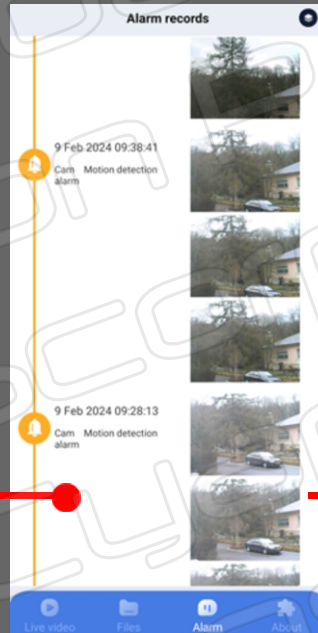 Alarm records
9 Feb 2024 09:38:41
Cam Motion detection
alarm
9 Feb 2024 09:28:13
Cam Motion detection
alarm
Live video Files Alarm About